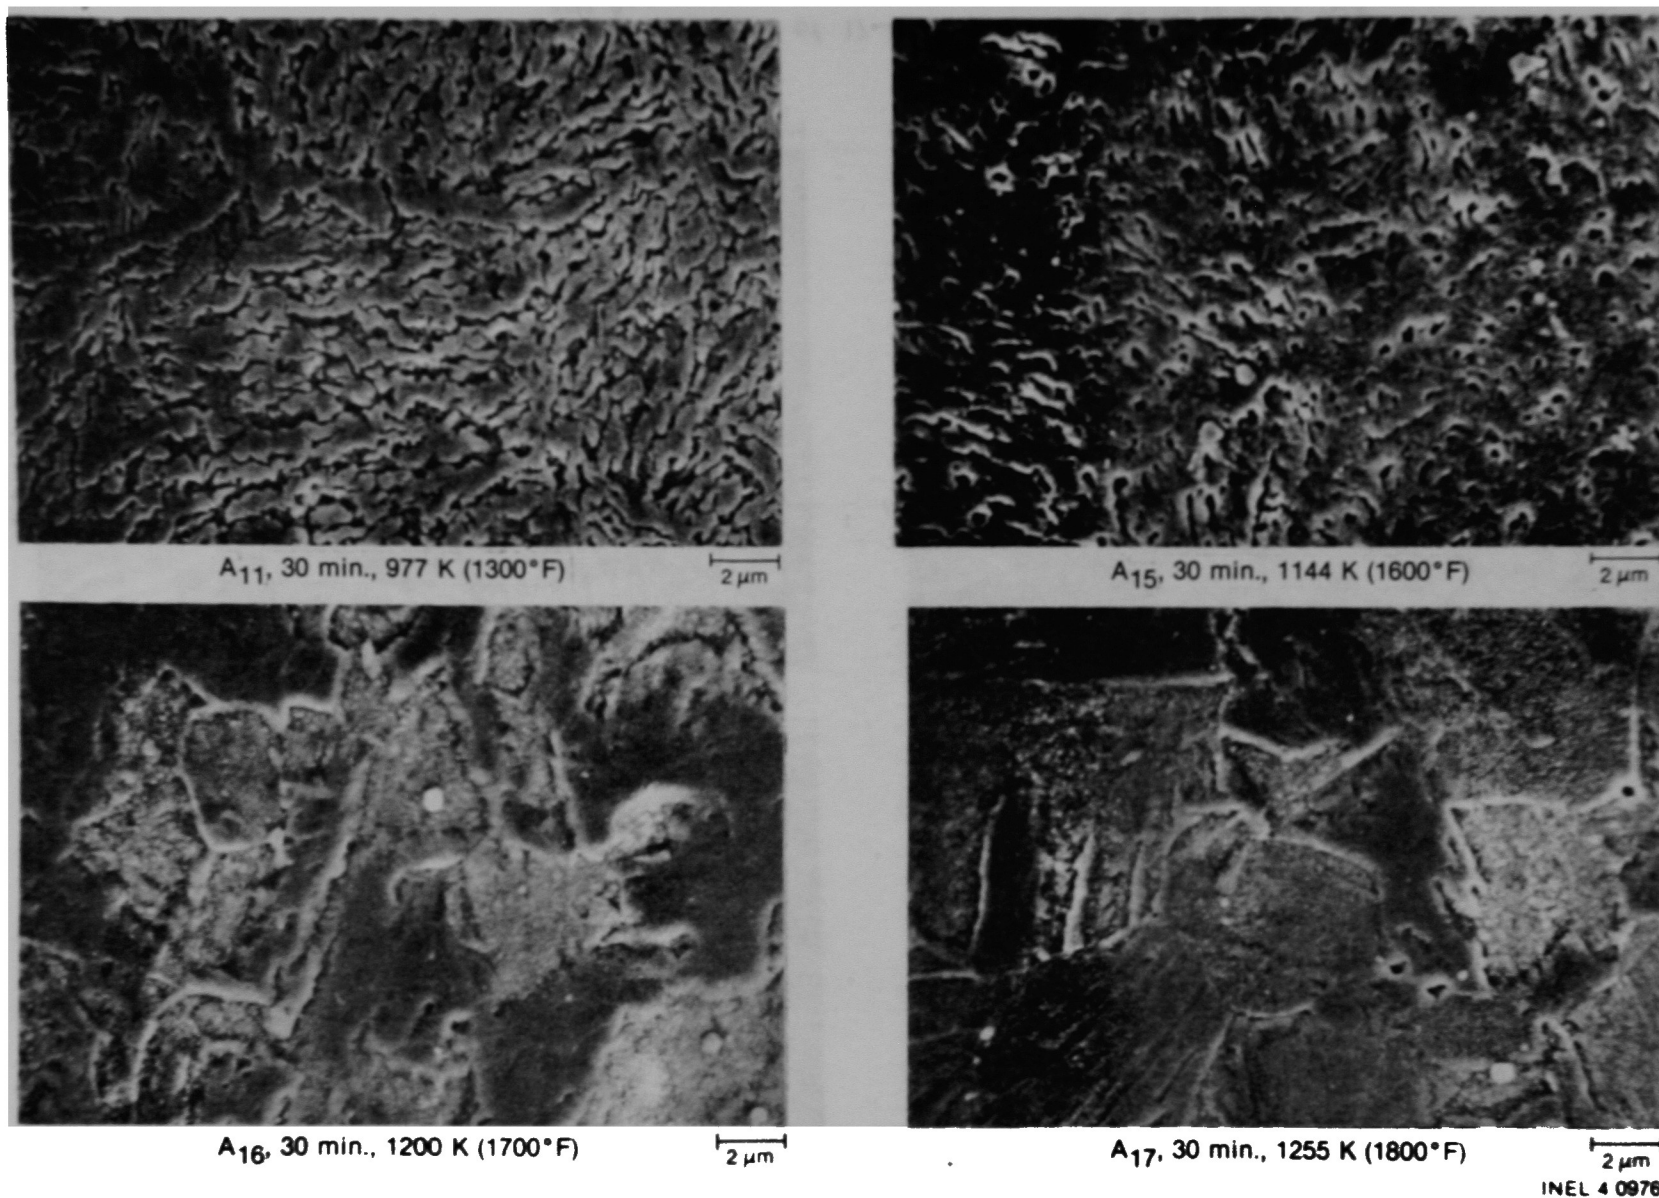 A11, 30 min., 977 K (1300°F)
2 μm
A15, 30 min., 1144 K (1600°F)
2 μm
A16, 30 min., 1200 K (1700°F)
2 μm
A17, 30 min., 1255 K (1800°F)
2 μm
INEL 4 0976